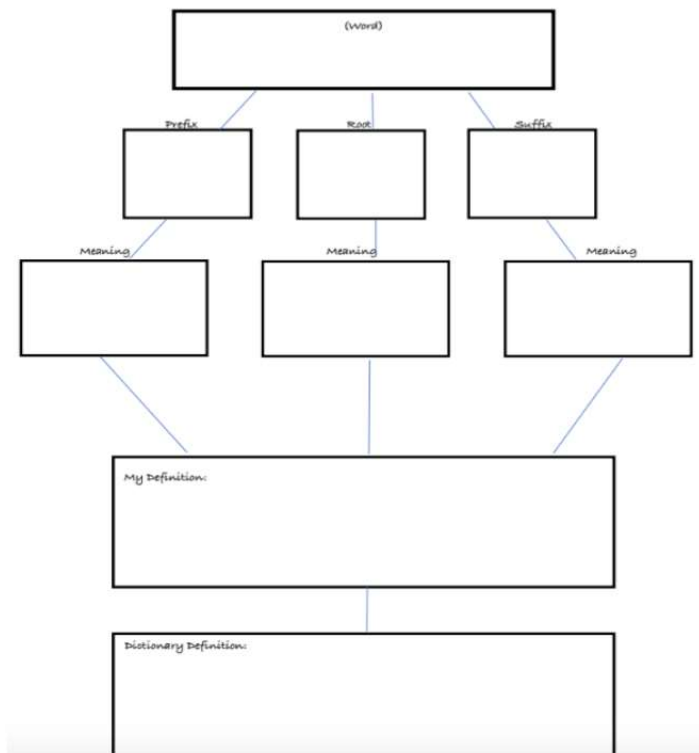 (Word)
Prefix
Root
Suffix
Meaning
Meaning
Meaning
My Definition:
Dictionary Definition: